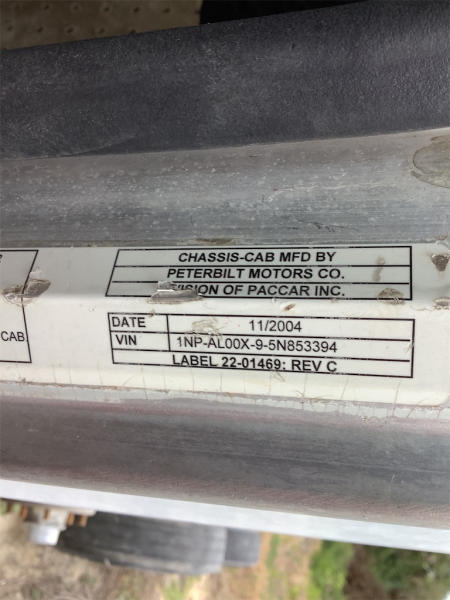 CHASSIS-CAB MFD BY
PETERBILT MOTORS CO.
VISION OF PACCAR INC.
CAB
DATE 11/2004
VIN 1NP-AL00X-9-5N853394
LABEL 22-01469: REV C